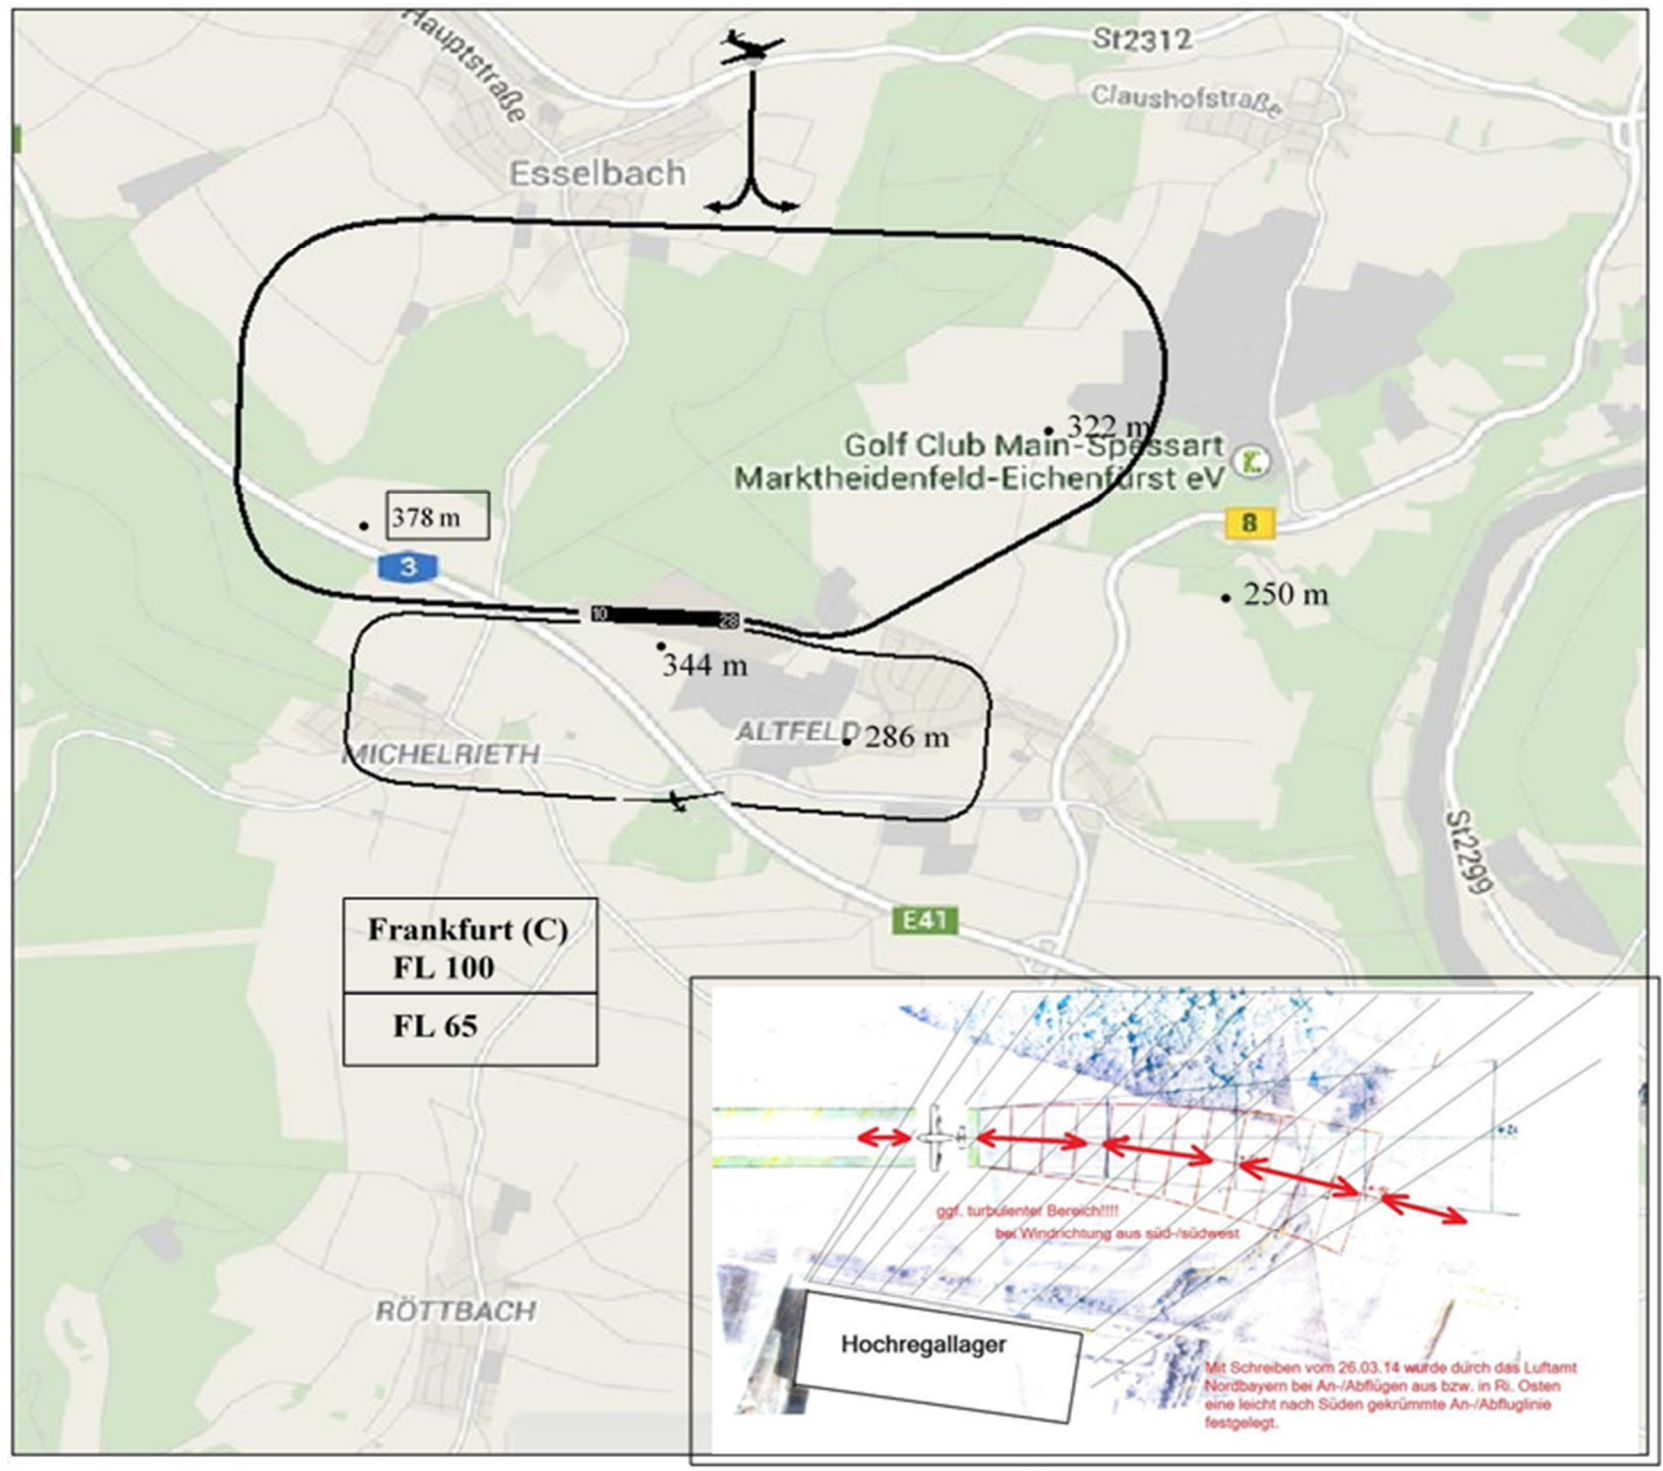 Hauptstraße
St2312
Claushofstraße
Esselbach
322 m
Golf Club Main-Spessart
Marktheidenfeld-Eichenfürst eV
378 m
8
3
250 m
10
28
344 m
ALTFELD
286 m
MICHELRIETH
St2299
E41
Frankfurt (C)
FL 100
FL 65
ggf. turbulenter Bereich!!!!
bei Windrichtung aus süd-/südwest
RÖTTBACH
Hochregallager
Mit Schreiben vom 26.03.14 wurde durch das Luftamt
Nordbayern bei An-/Abflügen aus bzw. in Ri. Osten
eine leicht nach Süden gekrümmte An-/Abfluglinie
festgelegt.